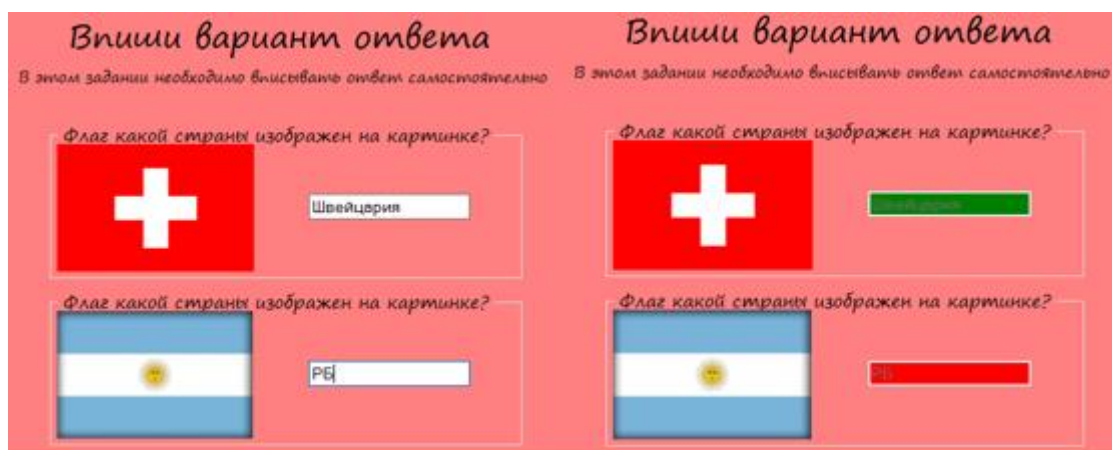 Впиши вариант ответа
В этом задании необходимо вписывать ответ самостоятельно
Флаг какой страны изображен на картинке?
Швейцария
Флаг какой страны изображен на картинке?
РБ
Впиши вариант ответа
В этом задании необходимо вписывать ответ самостоятельно
Флаг какой страны изображен на картинке?
Швейцария
Флаг какой страны изображен на картинке?
РБ